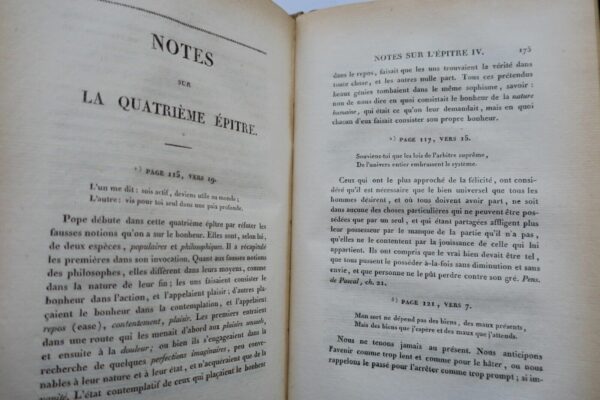 NOTES
SUR
LA QUATRIÈME ÉPITRE.
¹) PAGE 115, VERS 19.
L'un me dit : sois actif, deviens utile au monde ;
L'autre : vis pour toi seul dans une paix profonde.
Pope débute dans cette quatrième épitre par réfuter les
fausses notions qu'on a sur le bonheur. Elles sont, selon lui,
de deux espèces, populaires et philosophiques. Il a récapitulé
les premières dans son invocation. Quant aux fausses notions
des philosophes, elles diffèrent dans leurs moyens, comme
dans la nature de leur fin ; les uns faisaient consister le
bonheur dans l'action, et l'appelaient plaisir ; d'autres pla-
çaient le bonheur dans la contemplation, et l'appelaient
repos (ease), contentement, plaisir. Les premiers entrent
dans une route qui les menait d'abord aux plaisirs sensuels,
et ensuite à la douleur ; ou bien ils s'engageaient dans la
recherche de quelques perfections imaginaires, peu conve-
nables à leur nature et à leur état, et n'acquéraient que de la
vanité. L'état contemplatif de ceux qui plaçaient le bonheur
NOTES SUR L'ÉPITRE IV. 175
dans le repos, faisait que les uns trouvaient la vérité dans
toute chose, et les autres nulle part. Tous ces prétendus
beaux génies tombaient dans le même sophisme, savoir :
non de nous dire en quoi consistait le bonheur de la nature
humaine, qui était ce qu'on leur demandait, mais en quoi
chacun d'eux faisait consister son propre bonheur.
²) PAGE 117, VERS 15.
Souviens-toi que les lois de l'arbitre suprême,
De l'univers entier embrassent le système.
Ceux qui ont le plus approché de la félicité, ont consi-
déré qu'il est nécessaire que le bien universel que tous les
hommes désirent, et où tous doivent avoir part, ne soit
dans aucune des choses particulières qui ne peuvent être pos-
sédées que par un seul, et qui étant partagées affligent plus
leur possesseur par le manque de la partie qu'il n'a pas,
qu'elles ne le contentent par la jouissance de celle qui lui
appartient. Ils ont compris que le vrai bien devait être tel,
que tous pussent le posséder à-la-fois sans diminution et sans
envie, et que personne ne pût perdre contre son gré. Pens.
de Pascal, ch. 21.
³) PAGE 121, VERS 7.
Mon sort ne dépend pas des biens, des maux présents,
Mais des biens que j'espère et des maux que j'attends.
Nous ne tenons jamais au présent. Nous anticipons
l'avenir comme trop lent et comme pour le hâter, ou nous
rappelons le passé pour l'arrêter comme trop prompt ; si im-